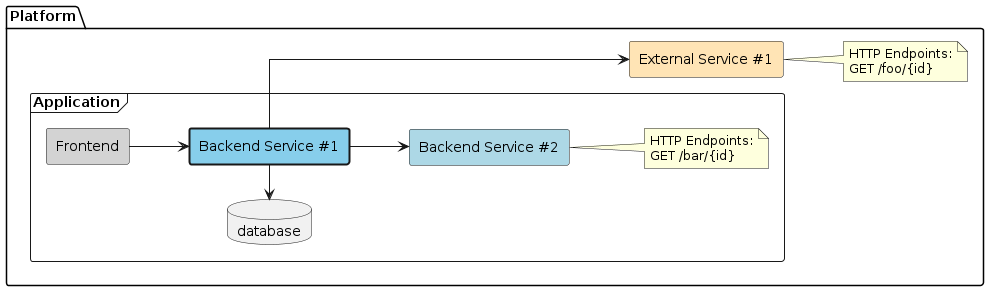 Platform
External Service #1
HTTP Endpoints:
GET /foo/{id}
Application
Frontend
Backend Service #1
Backend Service #2
HTTP Endpoints:
GET /bar/{id}
database